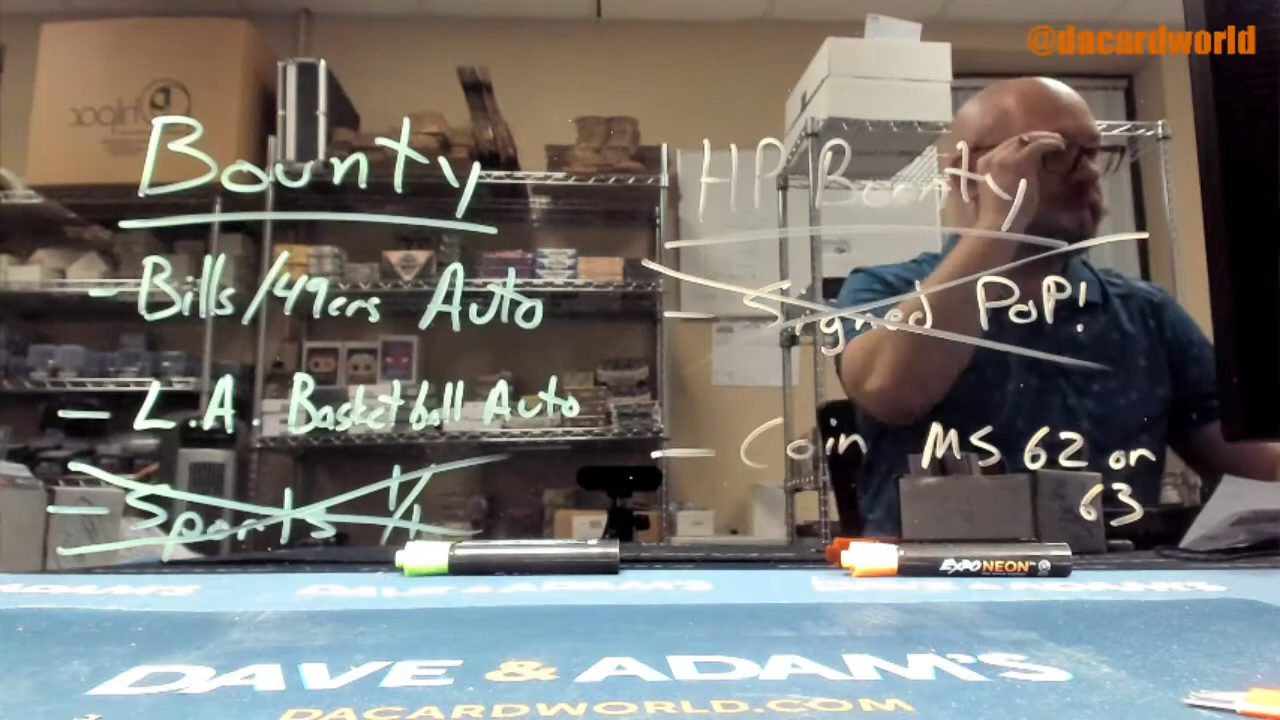 @dacardworld
Bounty
- Bills/49ers Auto
- L.A. Basketball Auto
- Sports 1/1
HP Bounty
- Signed PoP!
- Coin MS 62 or
63
EXPO NEON
DAVE & ADAM'S
DACARDWORLD.COM